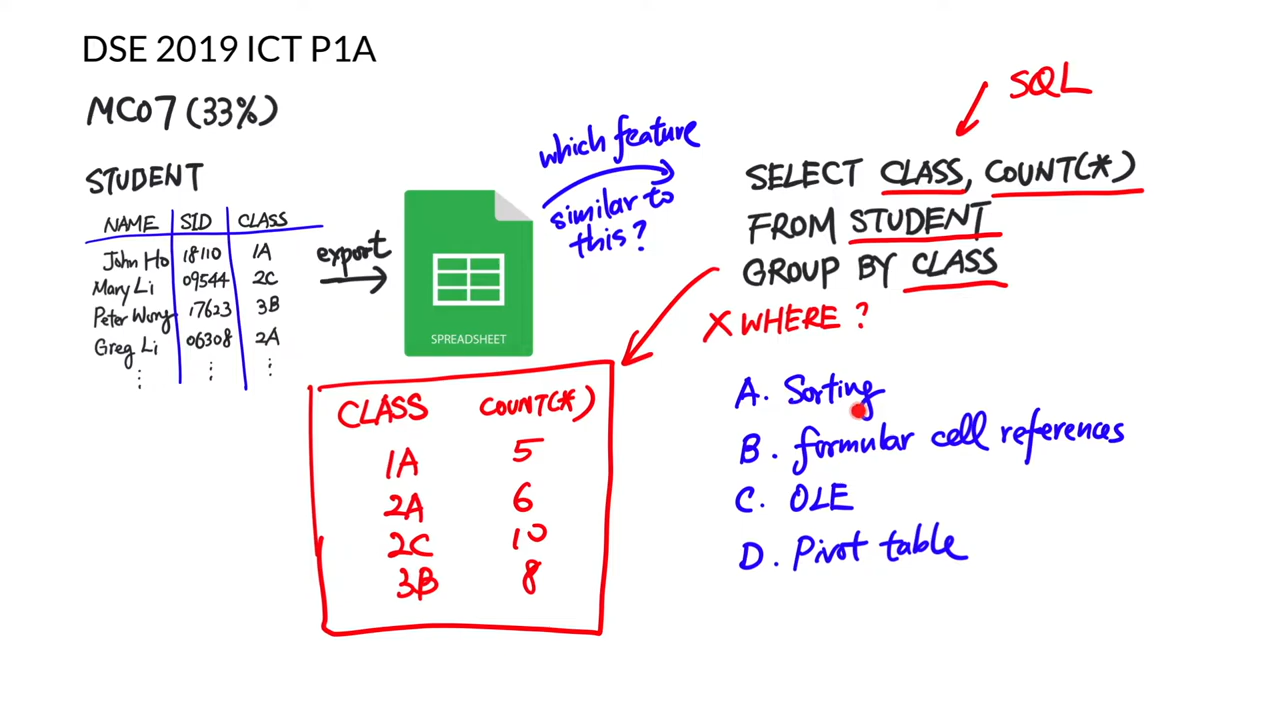 DSE 2019 ICT P1A
MC07 (33%)
STUDENT
NAME SID CLASS
John Ho 18110 1A
Mary Li 09544 2C
Peter Wong 17623 3B
Greg Li 06308 2A
⋮ ⋮ ⋮
export
SPREADSHEET
which feature
similar to
this?
SQL
SELECT CLASS, COUNT(*)
FROM STUDENT
GROUP BY CLASS
X WHERE ?
CLASS COUNT(*)
1A 5
2A 6
2C 10
3B 8
A. Sorting
B. formular cell references
C. OLE
D. Pivot table